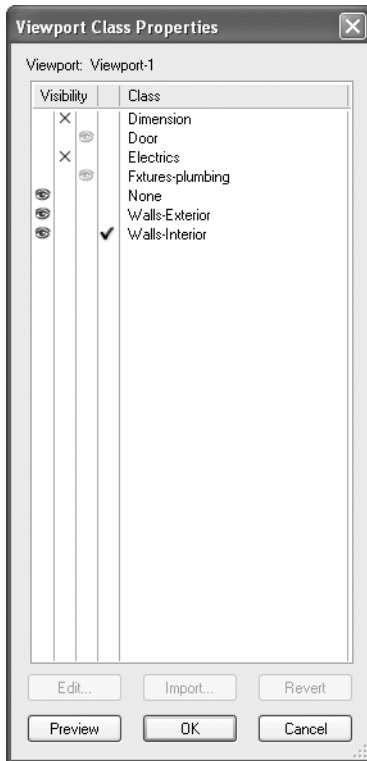 Viewport Class Properties
Viewport: Viewport-1
Visibility Class
Dimension
Door
Electrics
Fxtures-plumbing
None
Walls-Exterior
Walls-Interior
Edit... Import... Revert
Preview OK Cancel